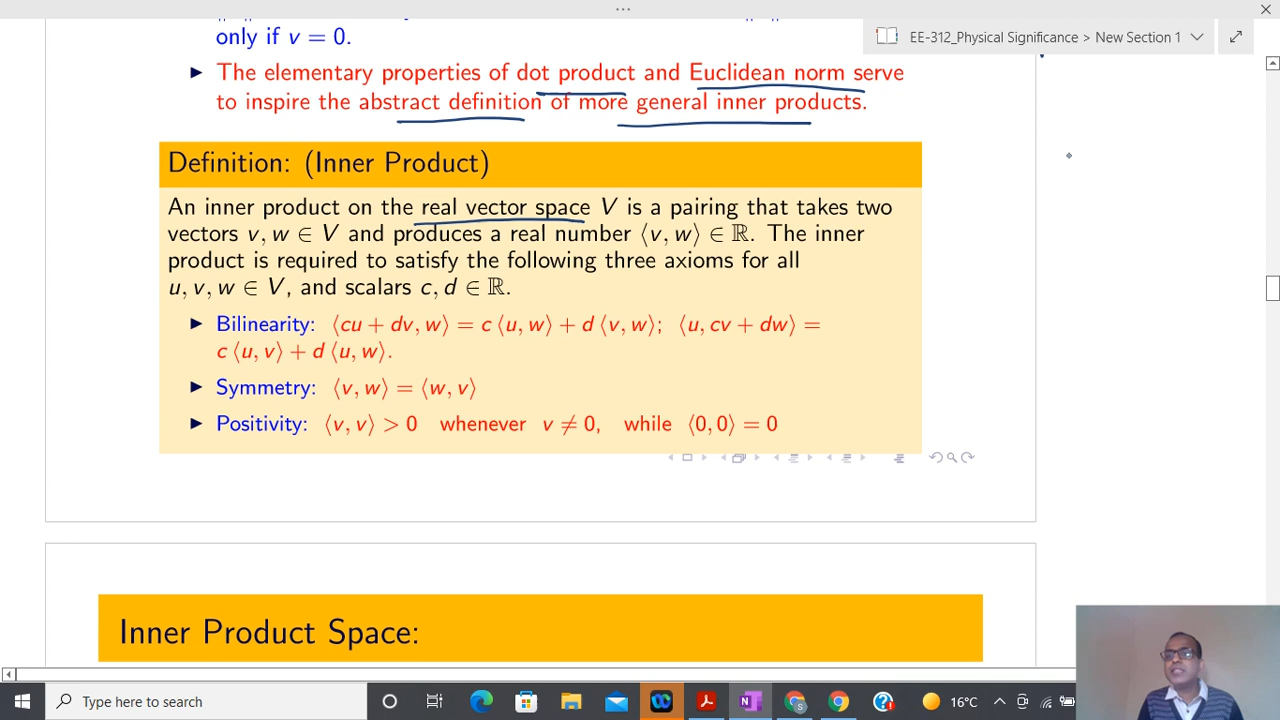 only if v = 0.
EE-312_Physical Significance > New Section 1
► The elementary properties of dot product and Euclidean norm serve
to inspire the abstract definition of more general inner products.
Definition: (Inner Product)
An inner product on the real vector space V is a pairing that takes two
vectors v, w ∈ V and produces a real number ⟨v, w⟩ ∈ ℝ. The inner
product is required to satisfy the following three axioms for all
u, v, w ∈ V, and scalars c, d ∈ ℝ.
► Bilinearity: ⟨cu + dv, w⟩ = c ⟨u, w⟩ + d ⟨v, w⟩; ⟨u, cv + dw⟩ =
c ⟨u, v⟩ + d ⟨u, w⟩.
► Symmetry: ⟨v, w⟩ = ⟨w, v⟩
► Positivity: ⟨v, v⟩ > 0 whenever v ≠ 0, while ⟨0, 0⟩ = 0
Inner Product Space:
Type here to search
16°C